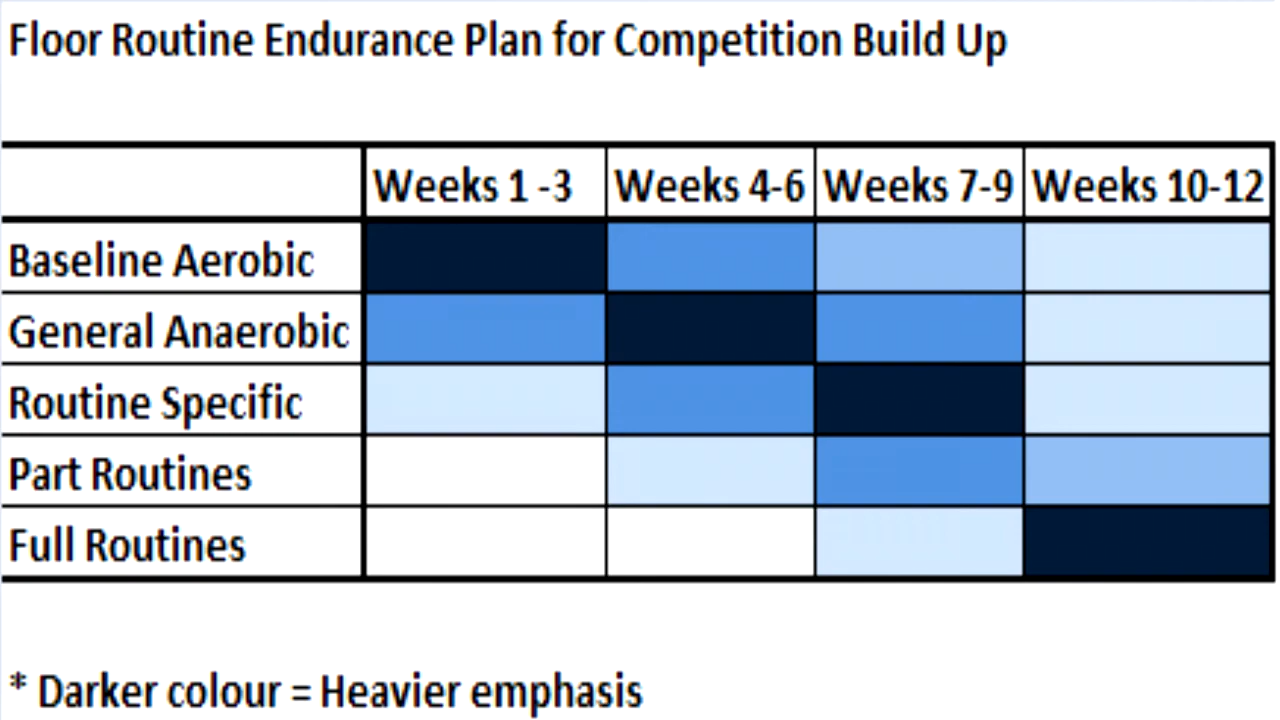 Floor Routine Endurance Plan for Competition Build Up
Weeks 1 -3 Weeks 4-6 Weeks 7-9 Weeks 10-12
Baseline Aerobic
General Anaerobic
Routine Specific
Part Routines
Full Routines
* Darker colour = Heavier emphasis